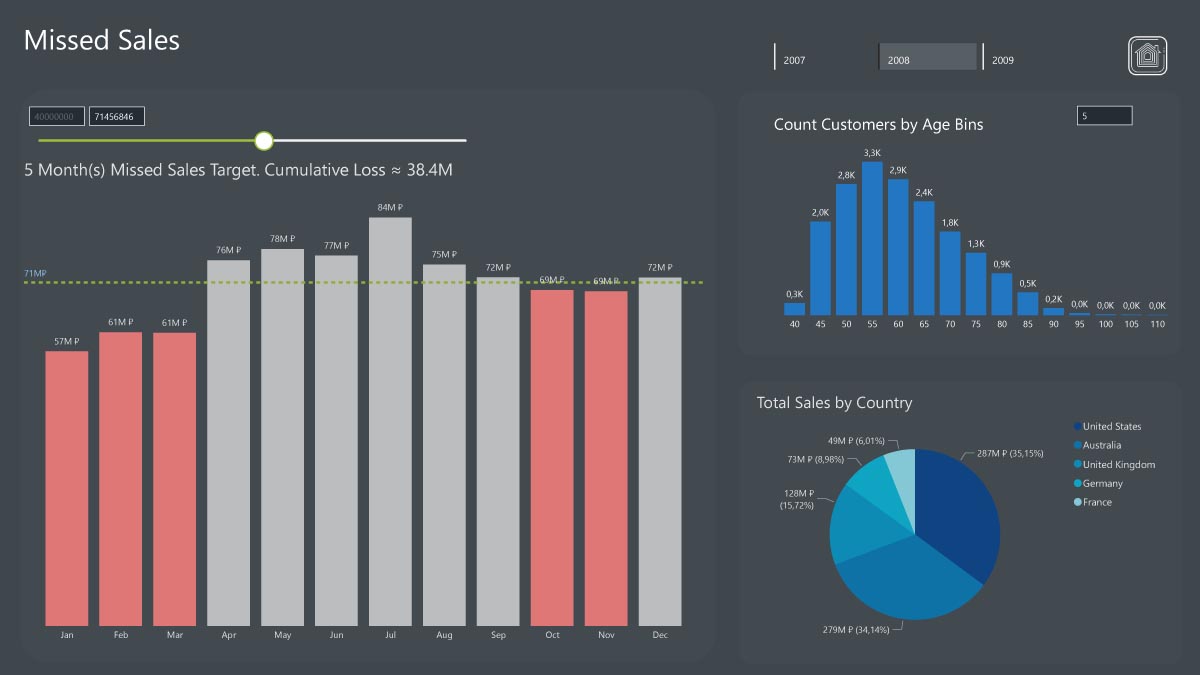 Missed Sales
2007
2008
2009
40000000
71456846
5 Month(s) Missed Sales Target. Cumulative Loss ≈ 38.4M
71M₽
57M ₽
61M ₽
61M ₽
76M ₽
78M ₽
77M ₽
84M ₽
75M ₽
72M ₽
69M ₽
69M ₽
72M ₽
Jan
Feb
Mar
Apr
May
Jun
Jul
Aug
Sep
Oct
Nov
Dec
Count Customers by Age Bins
5
0,3K
2,0K
2,8K
3,3K
2,9K
2,4K
1,8K
1,3K
0,9K
0,5K
0,2K
0,0K
0,0K
0,0K
0,0K
40
45
50
55
60
65
70
75
80
85
90
95
100
105
110
Total Sales by Country
49M ₽ (6,01%)
73M ₽ (8,98%)
128M ₽
(15,72%)
287M ₽ (35,15%)
279M ₽ (34,14%)
United States
Australia
United Kingdom
Germany
France